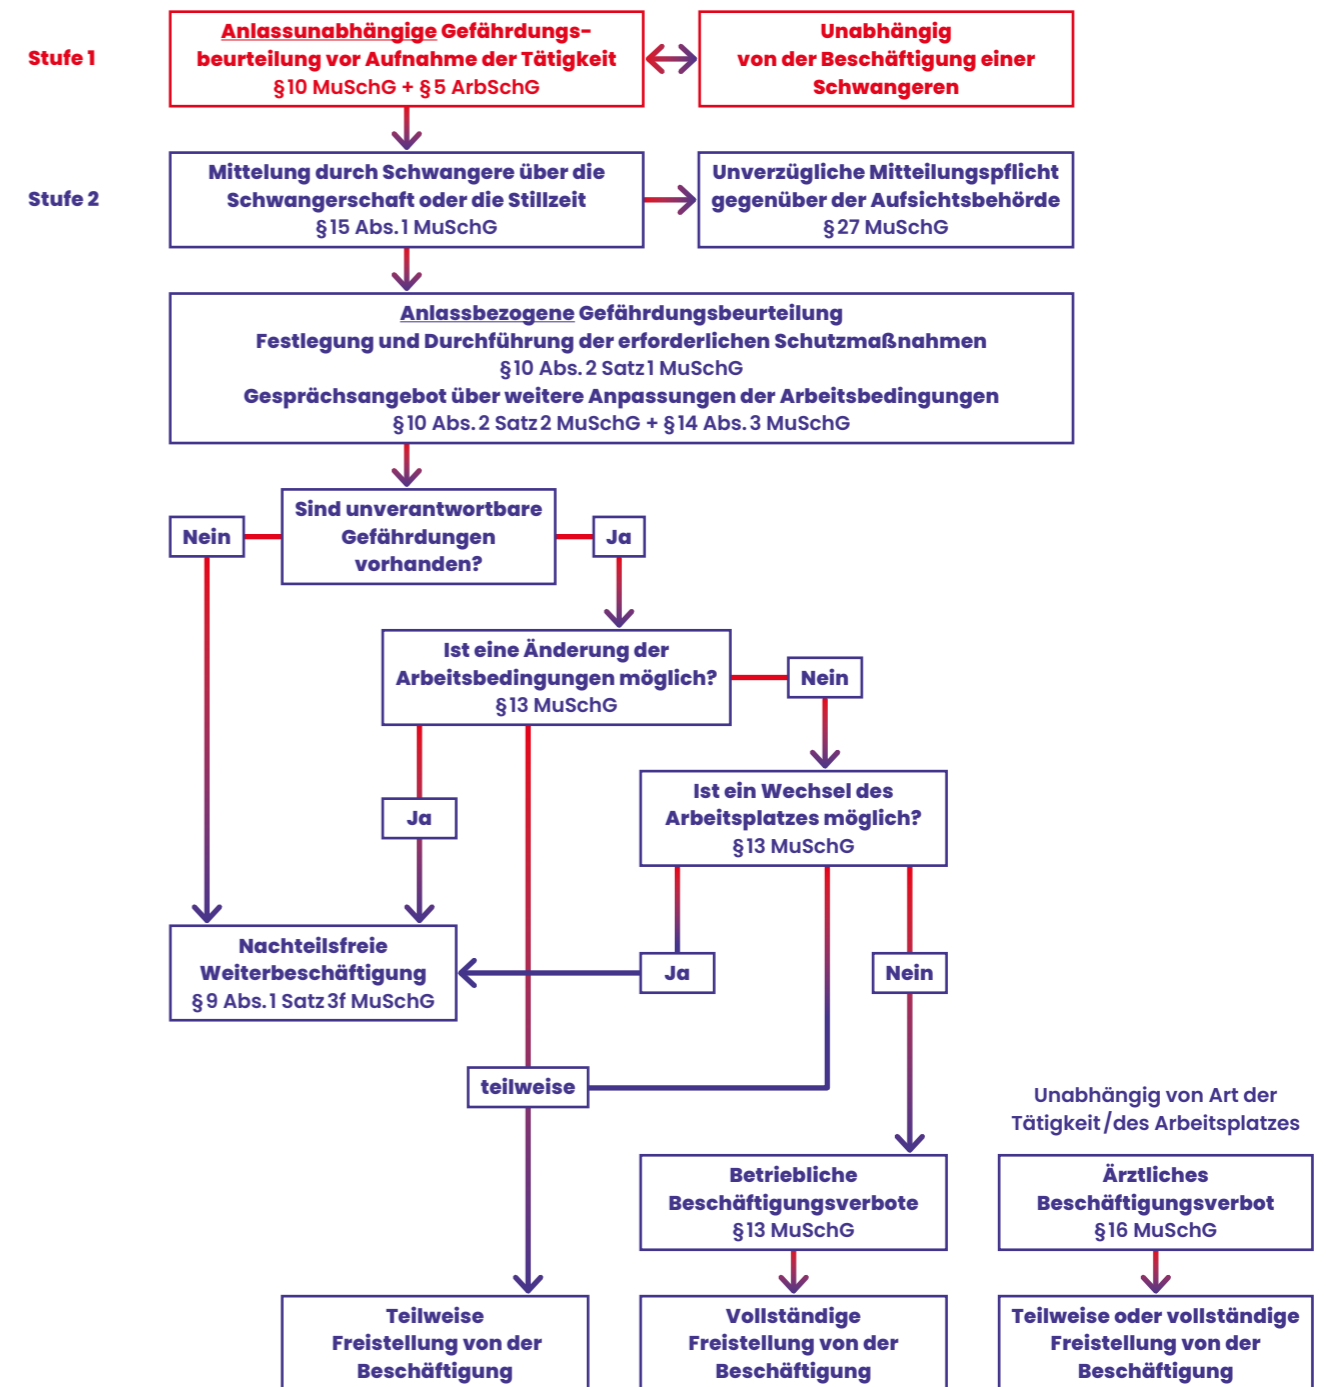 Stufe 1
Anlassunabhängige Gefährdungs-
beurteilung vor Aufnahme der Tätigkeit
§ 10 MuSchG + § 5 ArbSchG
Unabhängig
von der Beschäftigung einer
Schwangeren
Stufe 2
Mittelung durch Schwangere über die
Schwangerschaft oder die Stillzeit
§ 15 Abs. 1 MuSchG
Unverzügliche Mitteilungspflicht
gegenüber der Aufsichtsbehörde
§ 27 MuSchG
Anlassbezogene Gefährdungsbeurteilung
Festlegung und Durchführung der erforderlichen Schutzmaßnahmen
§ 10 Abs. 2 Satz 1 MuSchG
Gesprächsangebot über weitere Anpassungen der Arbeitsbedingungen
§ 10 Abs. 2 Satz 2 MuSchG + § 14 Abs. 3 MuSchG
Sind unverantwortbare
Gefährdungen
vorhanden?
Nein
Ja
Ist eine Änderung der
Arbeitsbedingungen möglich?
§ 13 MuSchG
Nein
Ist ein Wechsel des
Arbeitsplatzes möglich?
§ 13 MuSchG
Ja
Nachteilsfreie
Weiterbeschäftigung
§ 9 Abs. 1 Satz 3f MuSchG
Ja
Nein
teilweise
Unabhängig von Art der
Tätigkeit / des Arbeitsplatzes
Betriebliche
Beschäftigungsverbote
§ 13 MuSchG
Ärztliches
Beschäftigungsverbot
§ 16 MuSchG
Teilweise
Freistellung von der
Beschäftigung
Vollständige
Freistellung von der
Beschäftigung
Teilweise oder vollständige
Freistellung von der
Beschäftigung